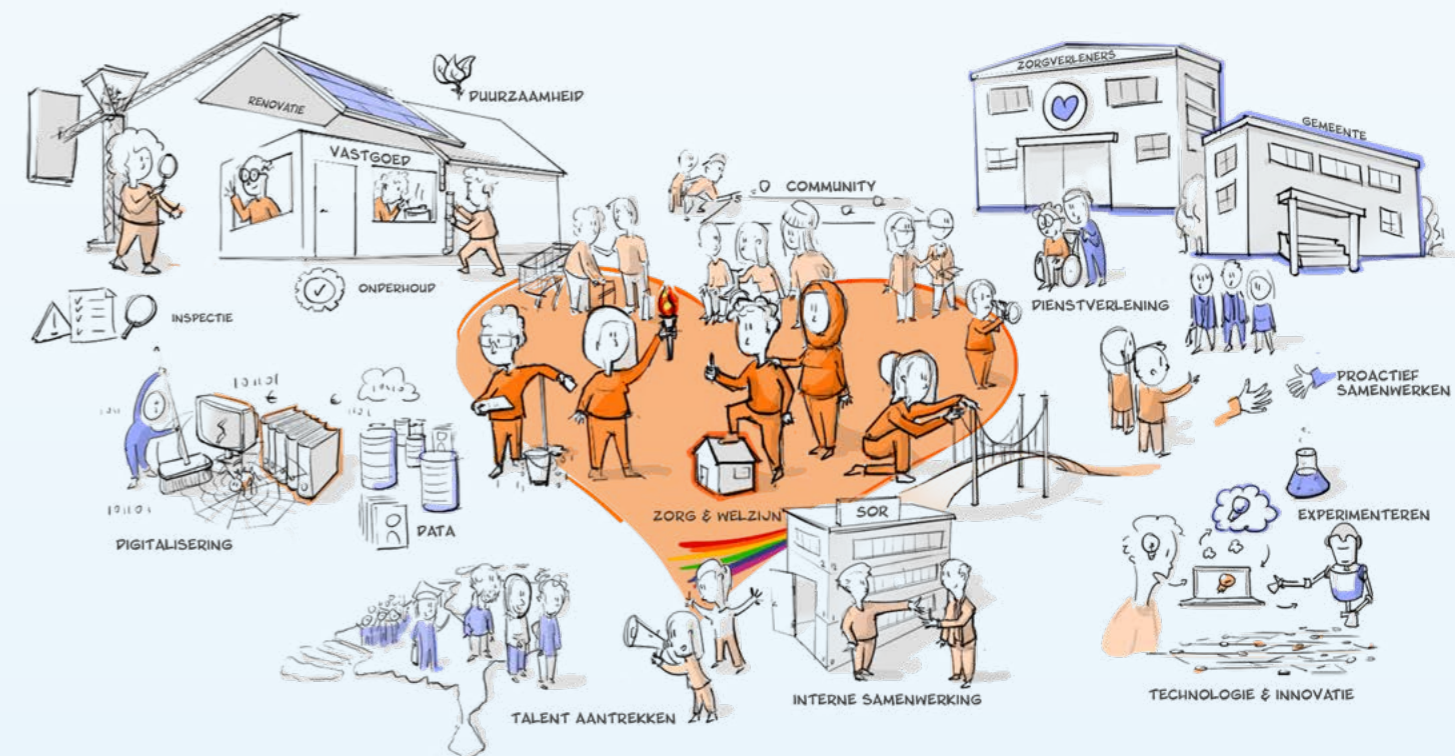 RENOVATIE
DUURZAAMHEID
VASTGOED
ONDERHOUD
INSPECTIE
COMMUNITY
ZORGVERLENERS
GEMEENTE
DIENSTVERLENING
PROACTIEF
SAMENWERKEN
DIGITALISERING
DATA
ZORG & WELZIJN
SOR
EXPERIMENTEREN
TALENT AANTREKKEN
INTERNE SAMENWERKING
TECHNOLOGIE & INNOVATIE